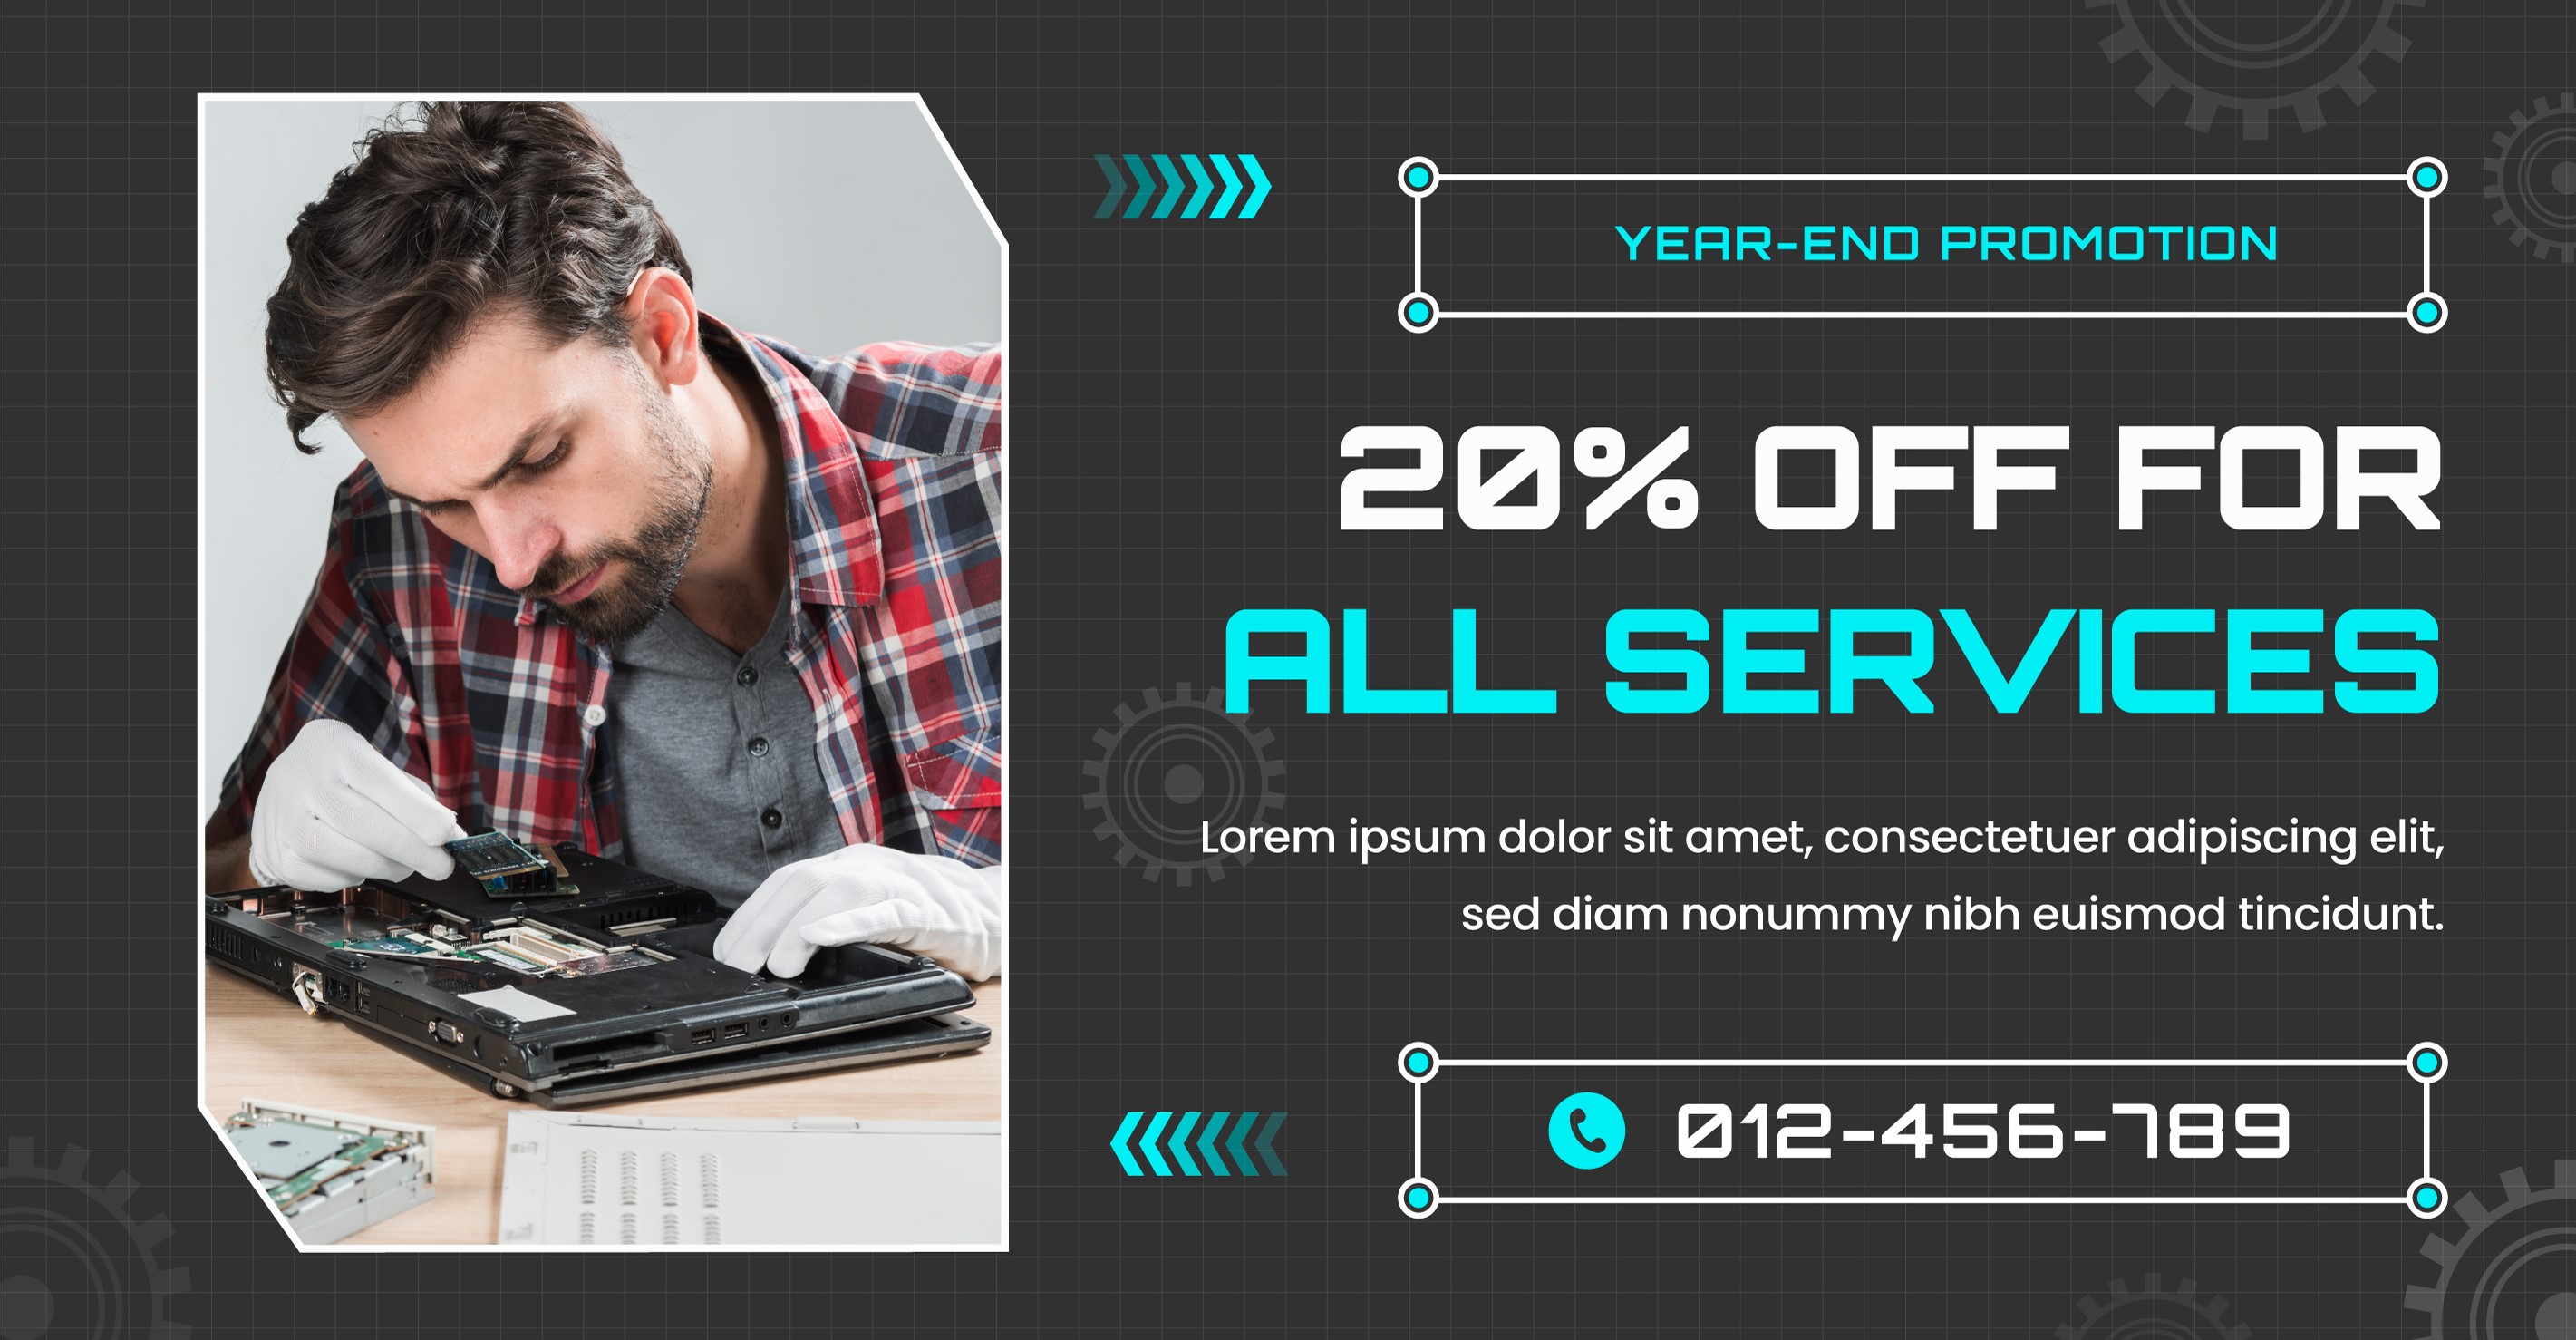 YEAR-END PROMOTION
20% OFF FOR
ALL SERVICES
Lorem ipsum dolor sit amet, consectetuer adipiscing elit,
sed diam nonummy nibh euismod tincidunt.
012-456-789